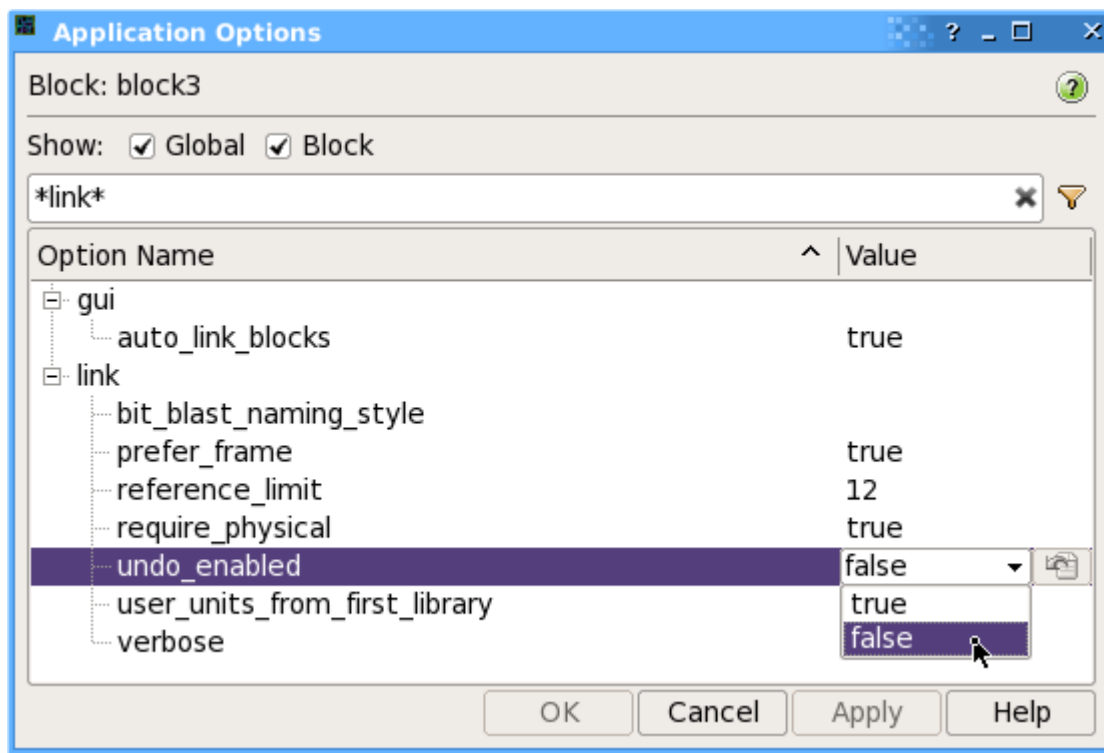 Application Options
Block: block3
Show: Global Block
*link*
Option Name Value
gui
auto_link_blocks true
link
bit_blast_naming_style
prefer_frame true
reference_limit 12
require_physical true
undo_enabled false
user_units_from_first_library true
verbose false
OK Cancel Apply Help